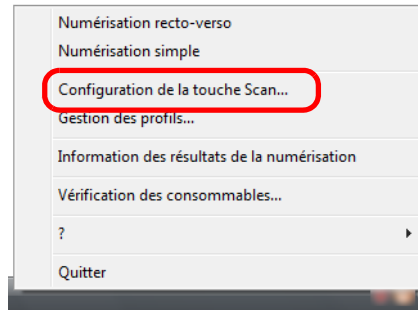 Numérisation recto-verso
Numérisation simple
Configuration de la touche Scan...
Gestion des profils...
Information des résultats de la numérisation
Vérification des consommables...
?
Quitter